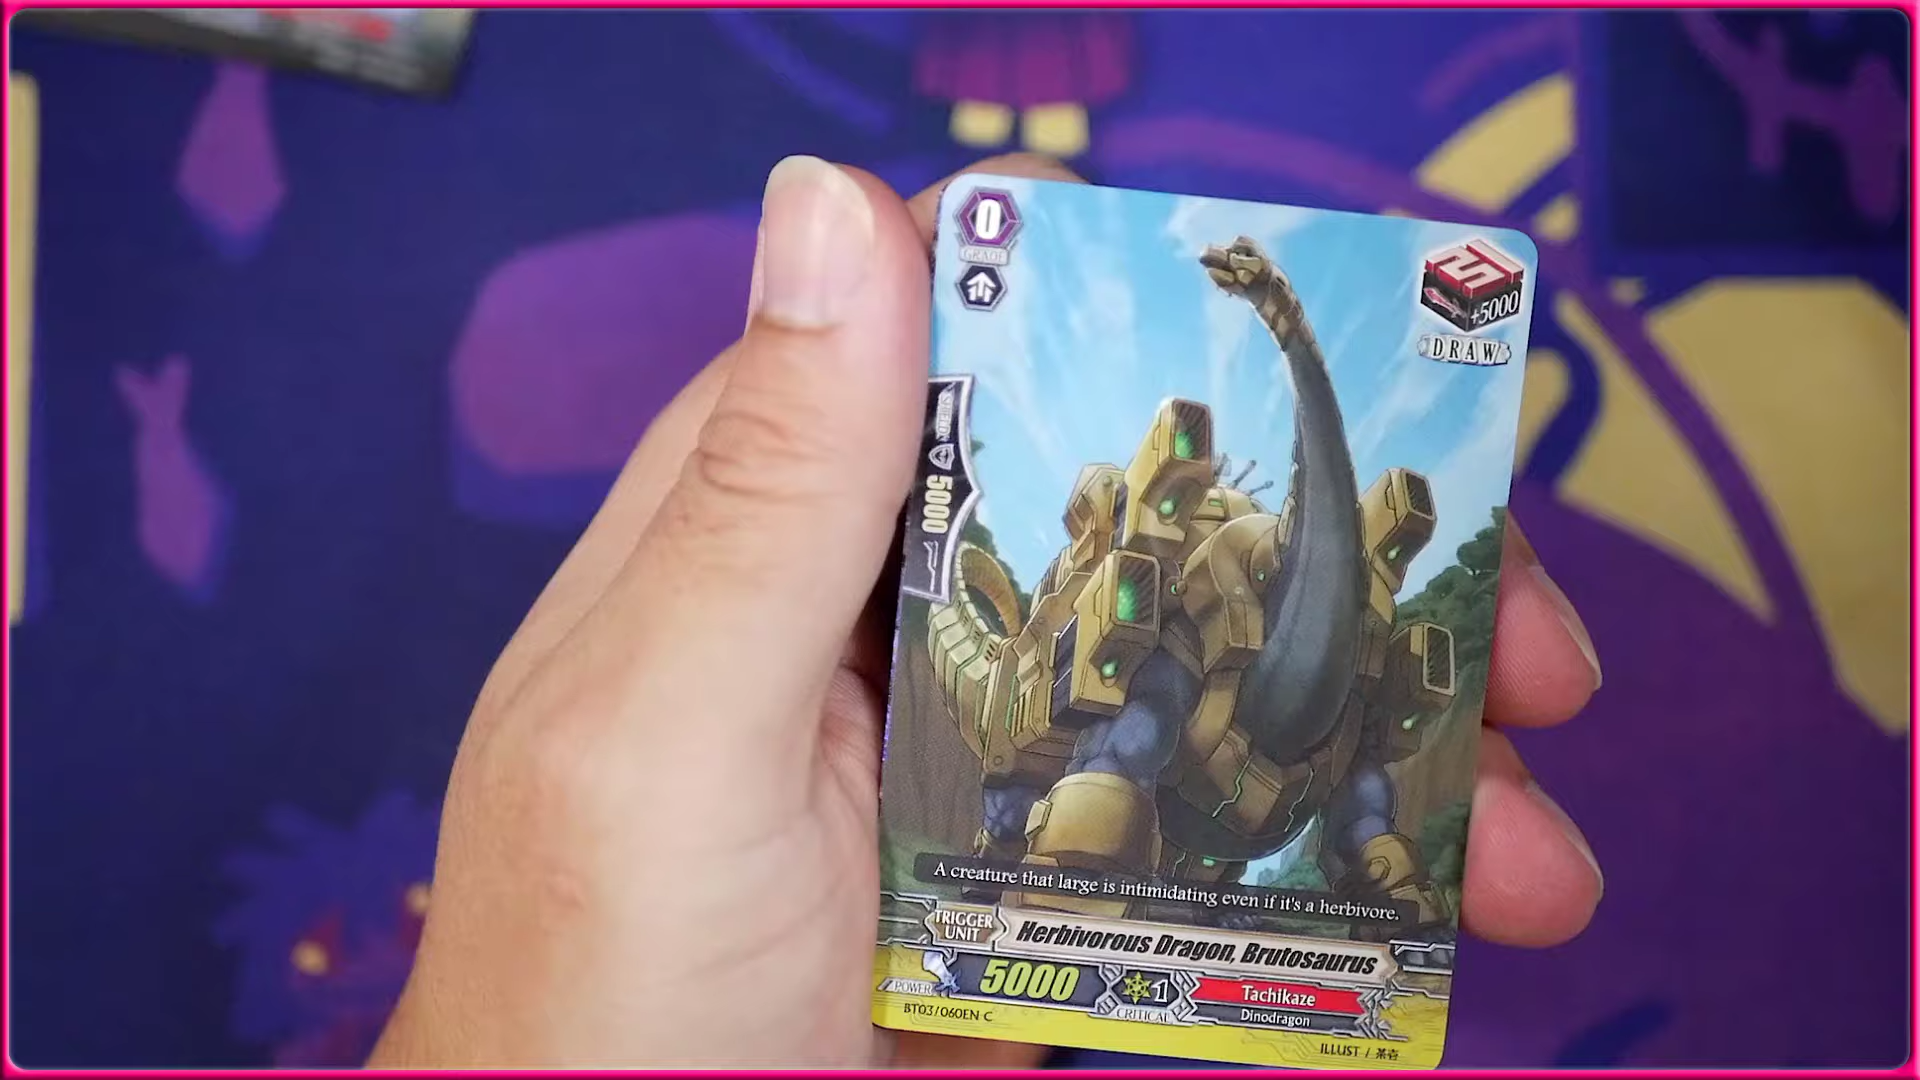 0
GRADE
+5000
DRAW
SHIELD
5000
A creature that large is intimidating even if it's a herbivore.
TRIGGER
UNIT
Herbivorous Dragon, Brutosaurus
POWER
5000
1
CRITICAL
Tachikaze
Dinodragon
BT03/060EN C
ILLUST / 茶壱